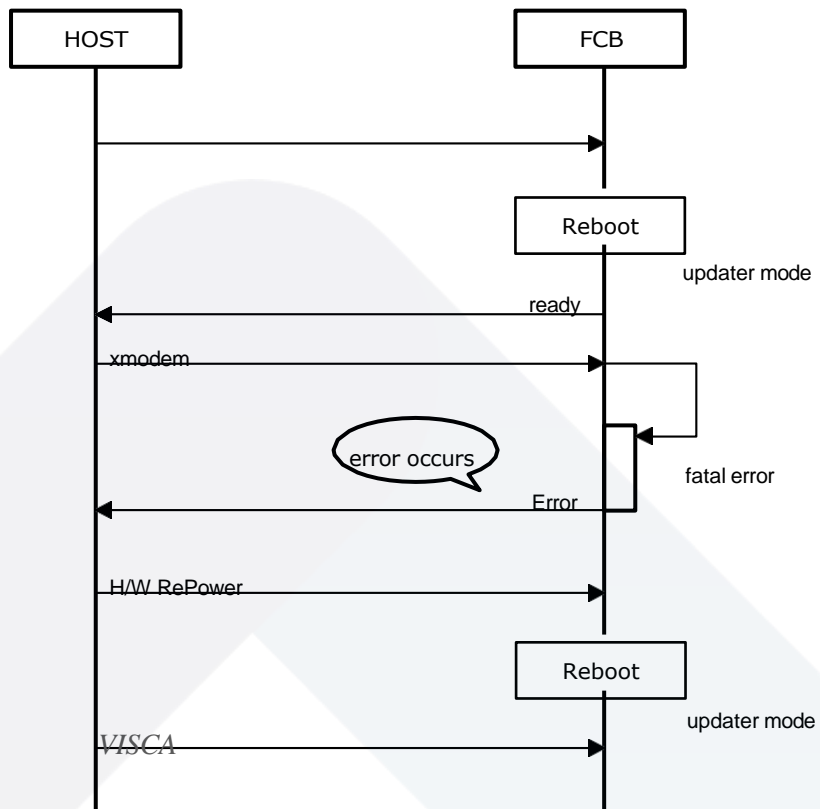 HOST
FCB
Reboot
updater mode
ready
xmodem
error occurs
fatal error
Error
H/W RePower
Reboot
updater mode
VISCA